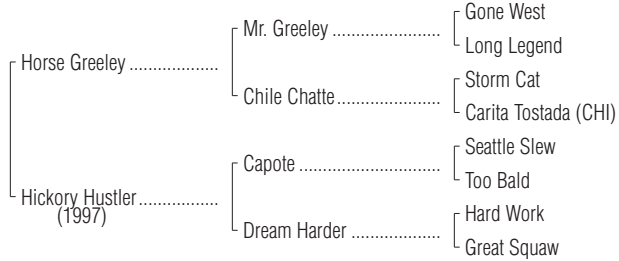 Gone West
Mr. Greeley ........................
Long Legend
Horse Greeley ....................
Storm Cat
Chile Chatte.......................
Carita Tostada (CHI)
Seattle Slew
Capote ...............................
Too Bald
Hickory Hustler..................
(1997)
Hard Work
Dream Harder ....................
Great Squaw